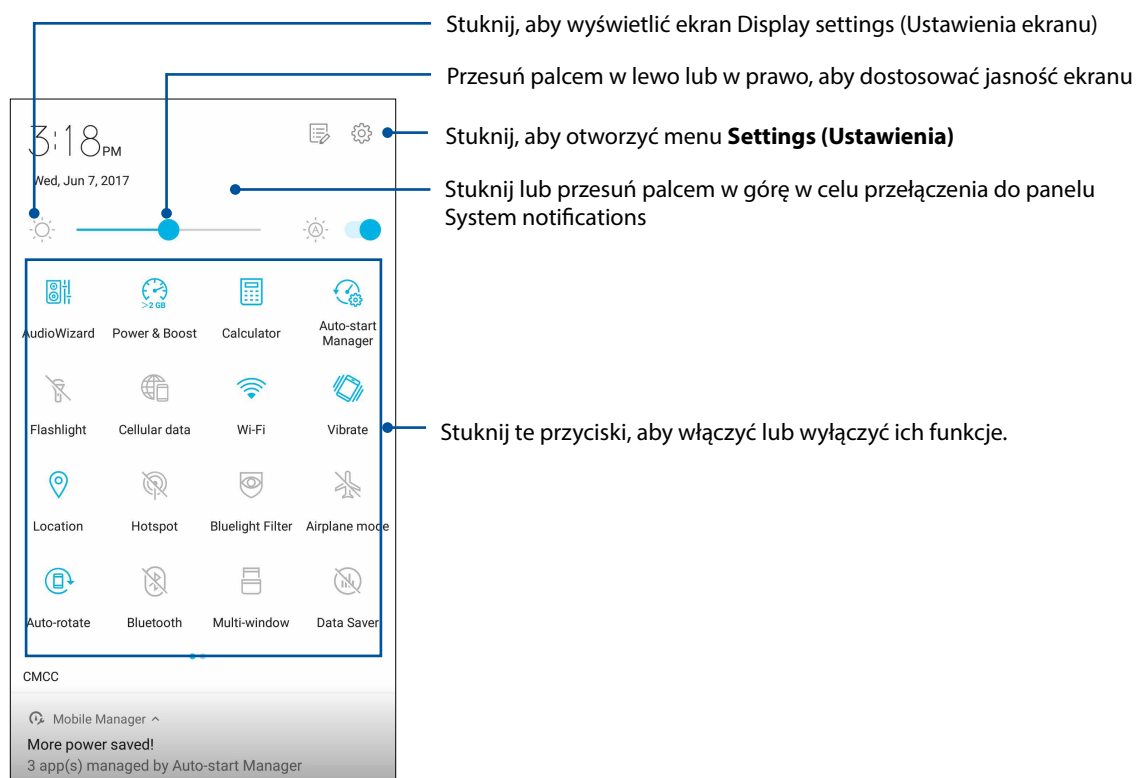 Stuknij, aby wyświetlić ekran Display settings (Ustawienia ekranu)
Przesuń palcem w lewo lub w prawo, aby dostosować jasność ekranu
Stuknij, aby otworzyć menu Settings (Ustawienia)
Stuknij lub przesuń palcem w górę w celu przełączenia do panelu
System notifications
3:18 PM
Wed, Jun 7, 2017
A
>2 GB
AudioWizard
Power & Boost
Calculator
Auto-start
Manager
Flashlight
Cellular data
Wi-Fi
Vibrate
Stuknij te przyciski, aby włączyć lub wyłączyć ich funkcje.
Location
Hotspot
Bluelight Filter
Airplane mode
Auto-rotate
Bluetooth
Multi-window
Data Saver
CMCC
Mobile Manager
More power saved!
3 app(s) managed by Auto-start Manager